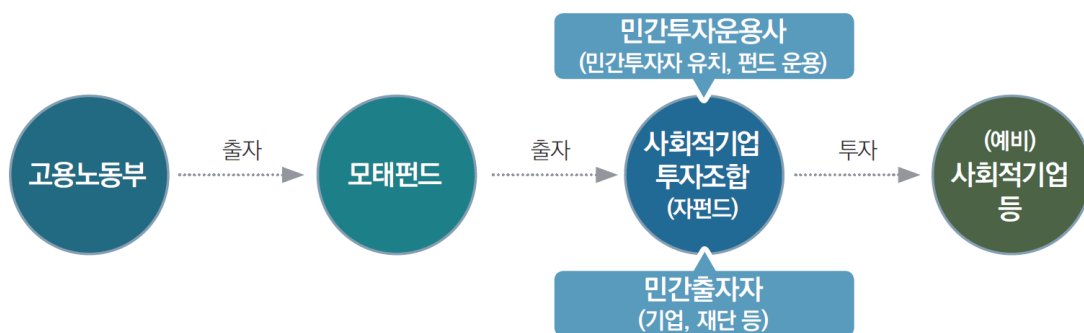 민간투자운용사
(민간투자자 유치, 펀드 운용)
고용노동부
출자
모태펀드
출자
사회적기업
투자조합
(자펀드)
투자
(예비)
사회적기업
등
민간출자자
(기업, 재단 등)